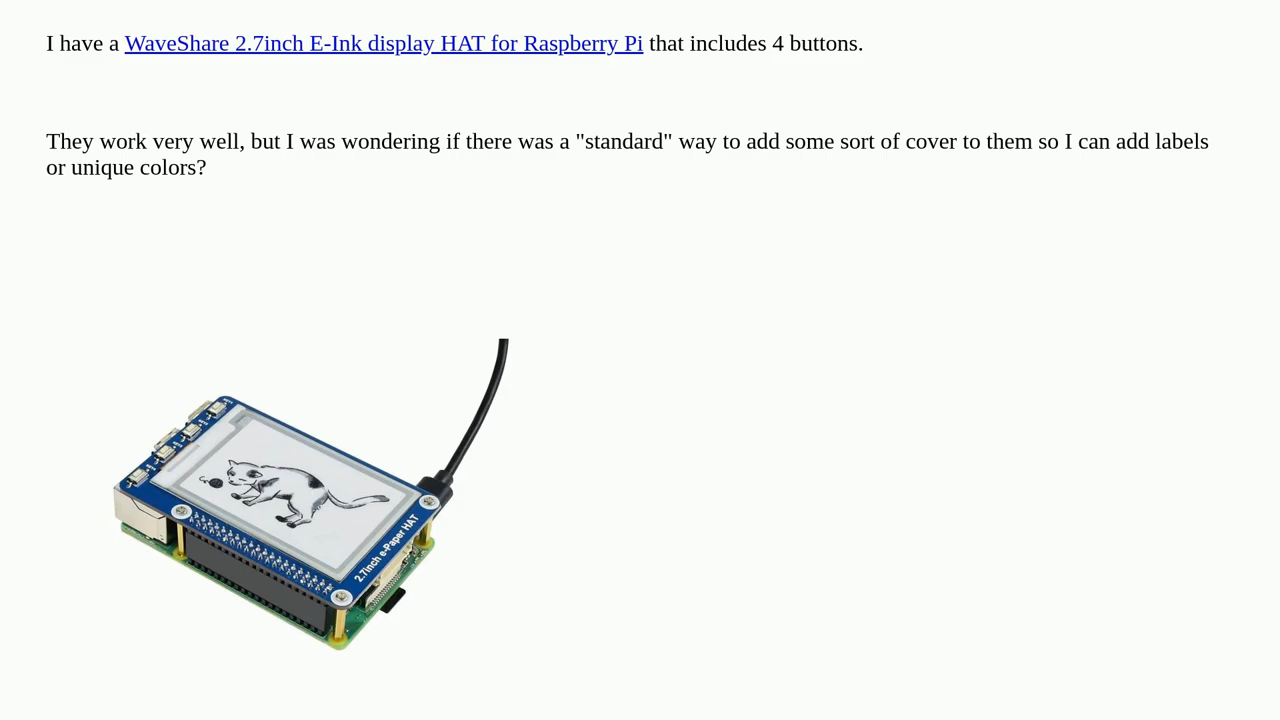 I have a WaveShare 2.7inch E-Ink display HAT for Raspberry Pi that includes 4 buttons.
They work very well, but I was wondering if there was a "standard" way to add some sort of cover to them so I can add labels
or unique colors?
2.7inch e-Paper HAT